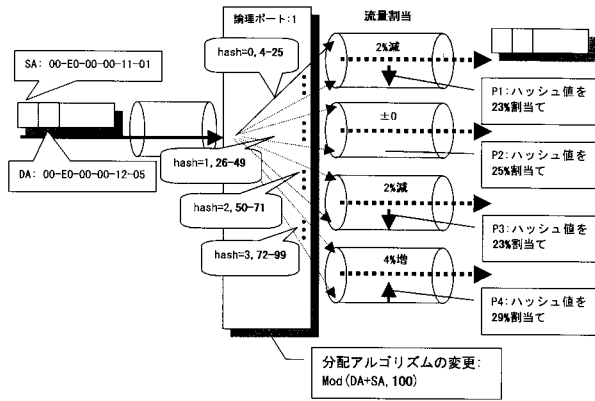 論理ポート:1
流量割当
SA: 00-E0-00-00-11-01
DA: 00-E0-00-00-12-05
hash=0,4-25
hash=1,26-49
hash=2,50-71
hash=3,72-99
2%減
P1:ハッシュ値を
23%割当て
±0
P2:ハッシュ値を
25%割当て
2%減
P3:ハッシュ値を
23%割当て
4%増
P4:ハッシュ値を
29%割当て
分配アルゴリズムの変更:
Mod(DA+SA,100)